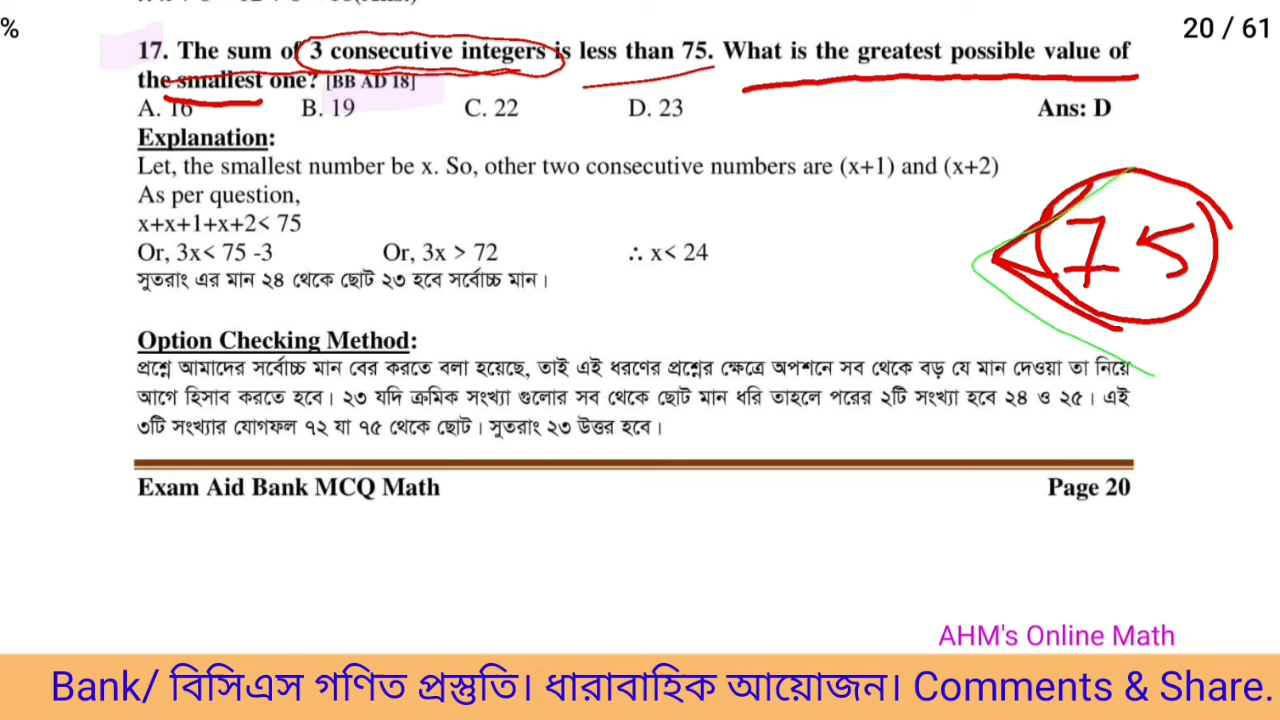 %
20 / 61
17. The sum of 3 consecutive integers is less than 75. What is the greatest possible value of
the smallest one? [BB AD 18]
A. 16 B. 19 C. 22 D. 23 Ans: D
Explanation:
Let, the smallest number be x. So, other two consecutive numbers are (x+1) and (x+2)
As per question,
x+x+1+x+2< 75
Or, 3x< 75 -3 Or, 3x > 72 ∴ x< 24
সুতরাং এর মান ২৪ থেকে ছোট ২৩ হবে সর্বোচ্চ মান।
75
Option Checking Method:
প্রশ্নে আমাদের সর্বোচ্চ মান বের করতে বলা হয়েছে, তাই এই ধরণের প্রশ্নের ক্ষেত্রে অপশনে সব থেকে বড় যে মান দেওয়া তা নিয়ে
আগে হিসাব করতে হবে। ২৩ যদি ক্রমিক সংখ্যা গুলোর সব থেকে ছোট মান ধরি তাহলে পরের ২টি সংখ্যা হবে ২৪ ও ২৫। এই
৩টি সংখ্যার যোগফল ৭২ যা ৭৫ থেকে ছোট। সুতরাং ২৩ উত্তর হবে।
Exam Aid Bank MCQ Math Page 20
AHM's Online Math
Bank/ বিসিএস গণিত প্রস্তুতি। ধারাবাহিক আয়োজন। Comments & Share.